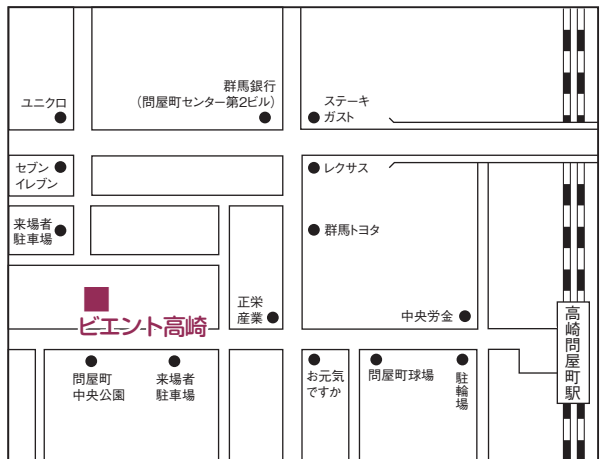 ユニクロ
群馬銀行
(問屋町センター第2ビル)
ステーキ
ガスト
セブン
イレブン
レクサス
来場者
駐車場
群馬トヨタ
ビエント高崎
正栄
産業
中央労金
高崎問屋町駅
問屋町
中央公園
来場者
駐車場
お元気
ですか
問屋町球場
駐輪場